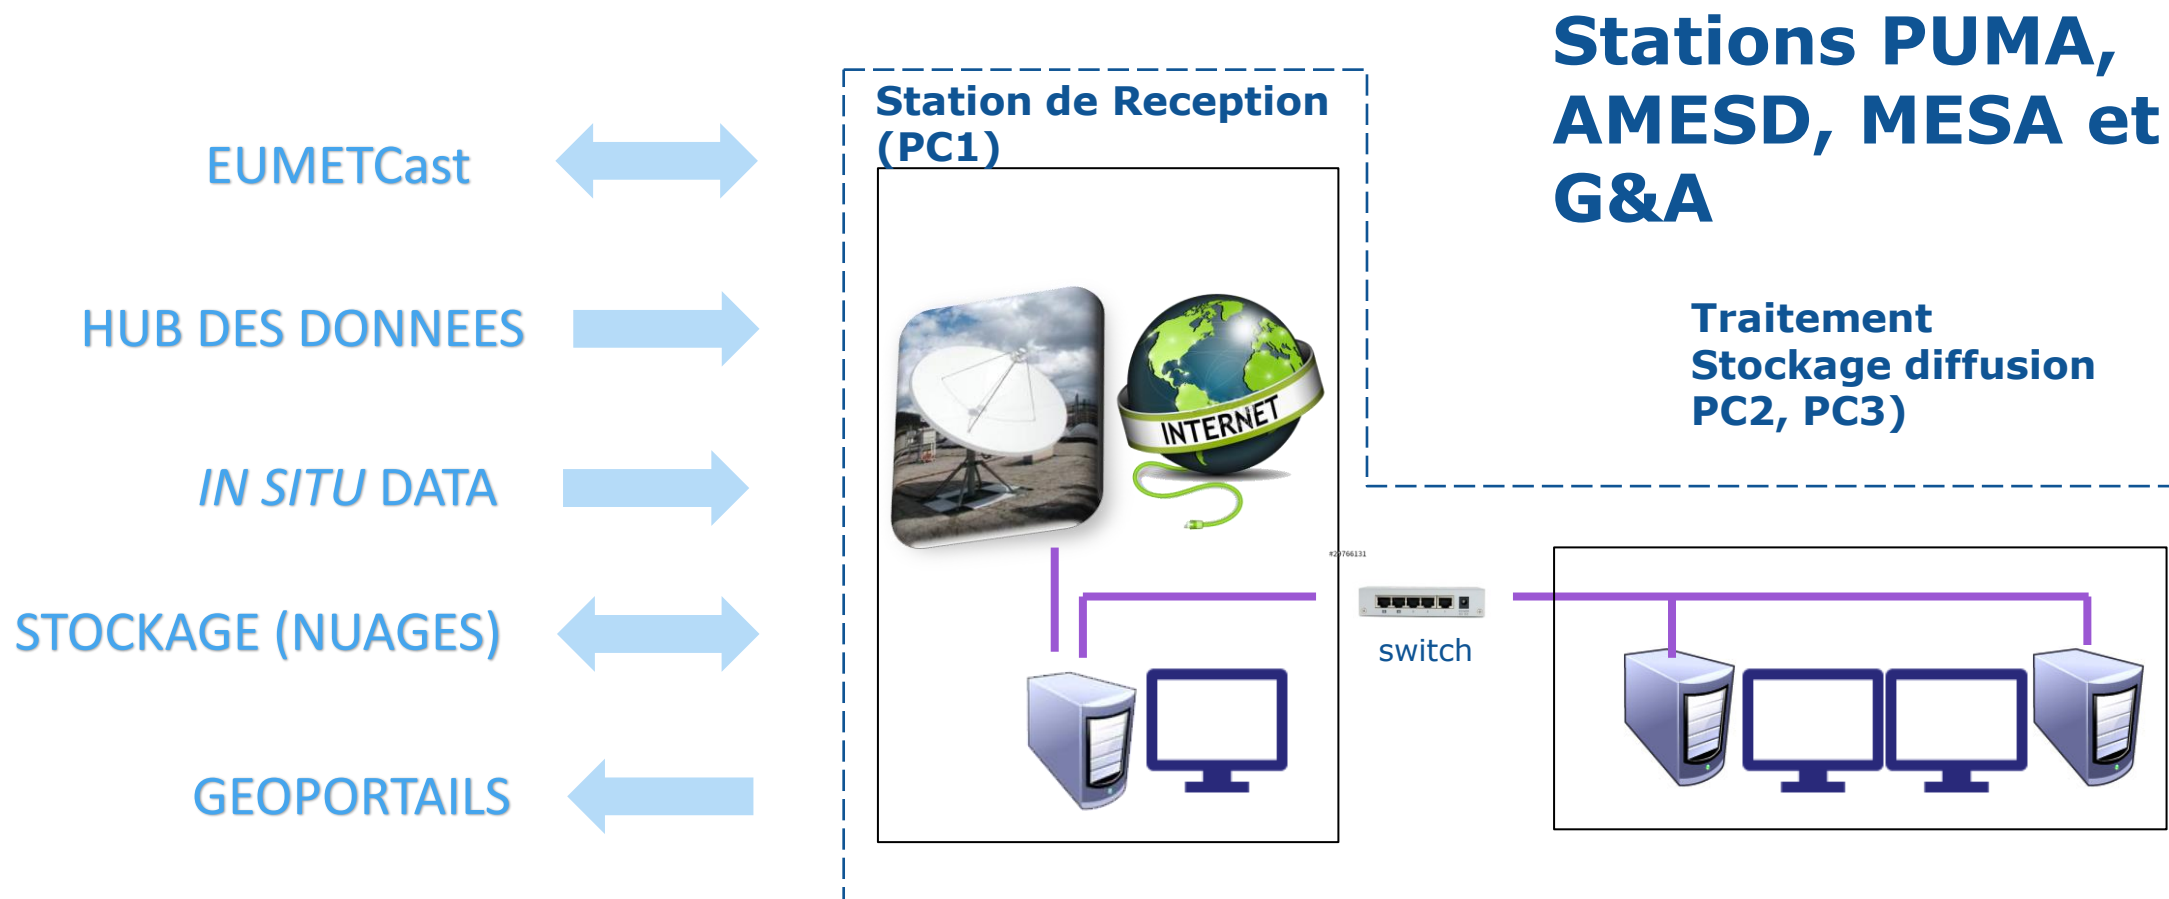 Stations PUMA,
AMESD, MESA et
G&A
Station de Reception
(PC1)
EUMETCast
HUB DES DONNEES
IN SITU DATA
STOCKAGE (NUAGES)
GEOPORTAILS
INTERNET
Traitement
Stockage diffusion
PC2, PC3)
#29766131
switch